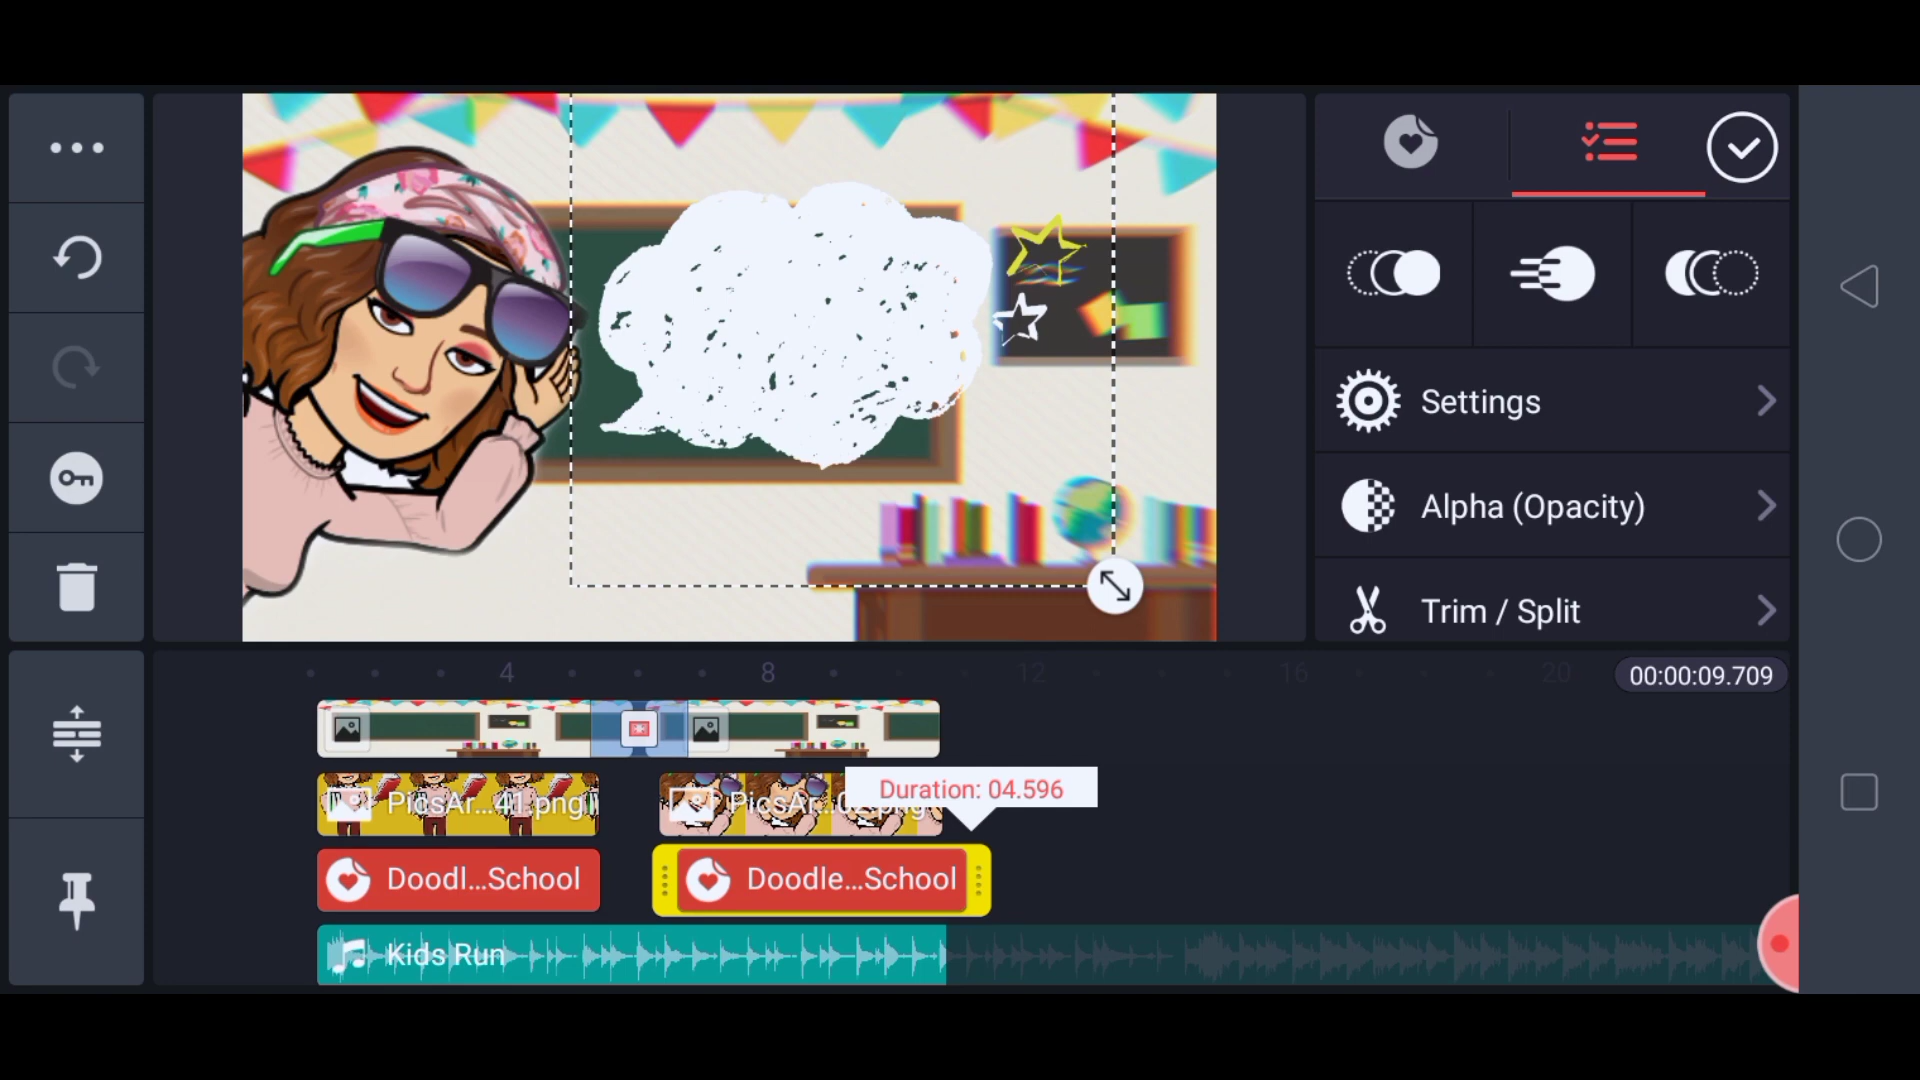 Settings
Alpha (Opacity)
Trim / Split
4
8
12
16
20
00:00:09.709
Duration: 04.596
PicsAr...41.png
PicsAr...
png
Doodl...School
Doodle...School
Kids Run